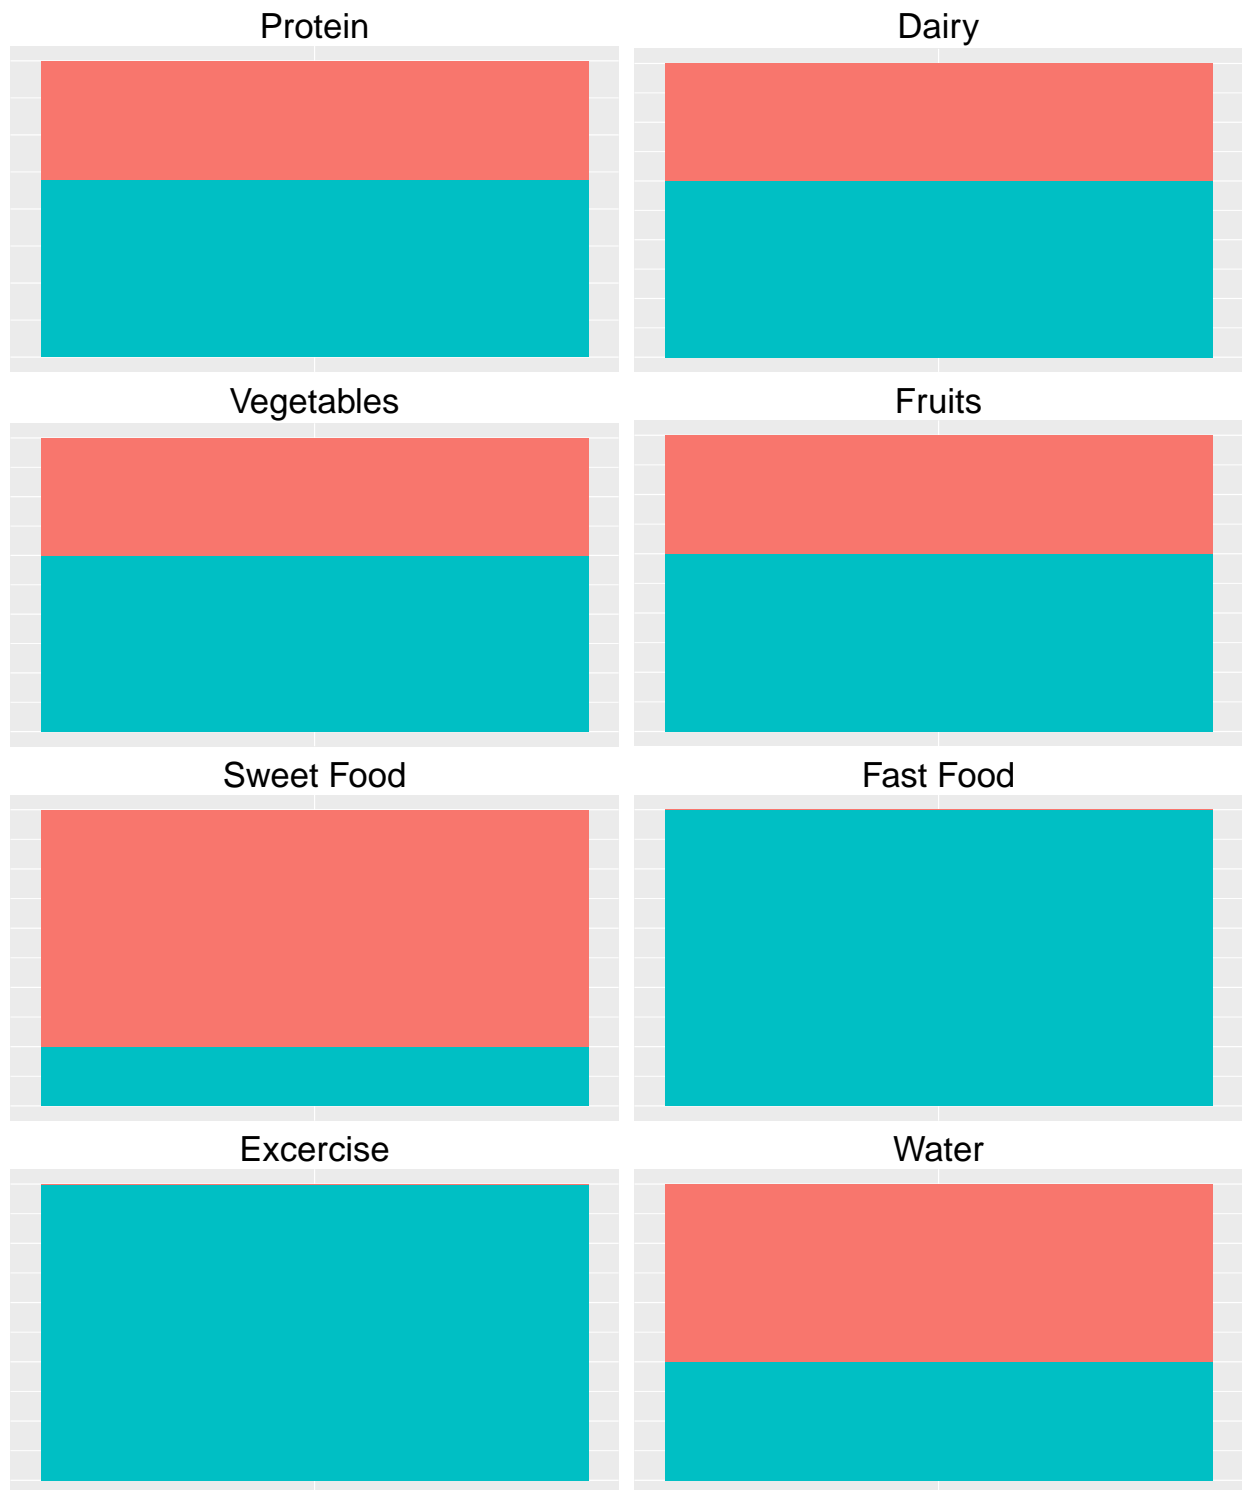 Protein
Dairy
Vegetables
Fruits
Sweet Food
Fast Food
Excercise
Water